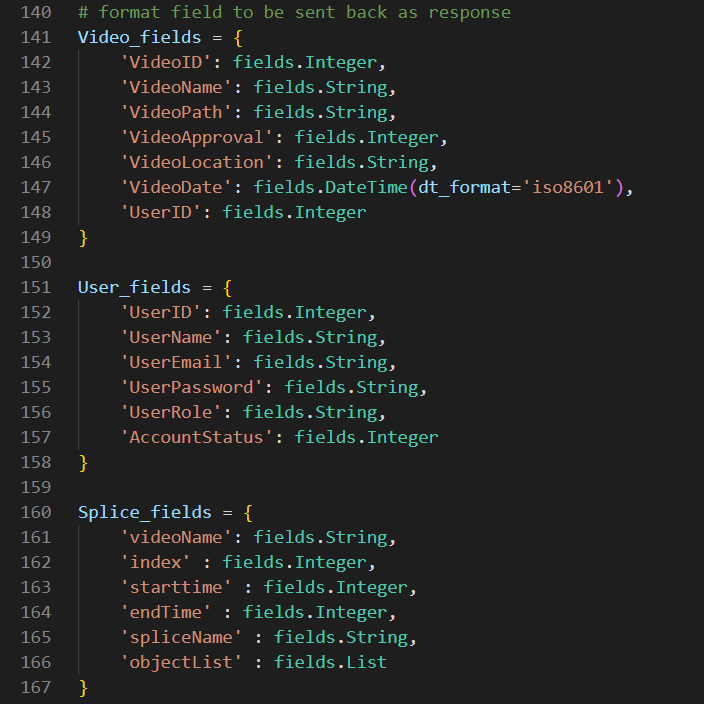 140 # format field to be sent back as response
141 Video_fields = {
142     'VideoID': fields.Integer,
143     'VideoName': fields.String,
144     'VideoPath': fields.String,
145     'VideoApproval': fields.Integer,
146     'VideoLocation': fields.String,
147     'VideoDate': fields.DateTime(dt_format='iso8601'),
148     'UserID': fields.Integer
149 }
150
151 User_fields = {
152     'UserID': fields.Integer,
153     'UserName': fields.String,
154     'UserEmail': fields.String,
155     'UserPassword': fields.String,
156     'UserRole': fields.String,
157     'AccountStatus': fields.Integer
158 }
159
160 Splice_fields = {
161     'videoName': fields.String,
162     'index' : fields.Integer,
163     'starttime' : fields.Integer,
164     'endTime' : fields.Integer,
165     'spliceName' : fields.String,
166     'objectList' : fields.List
167 }